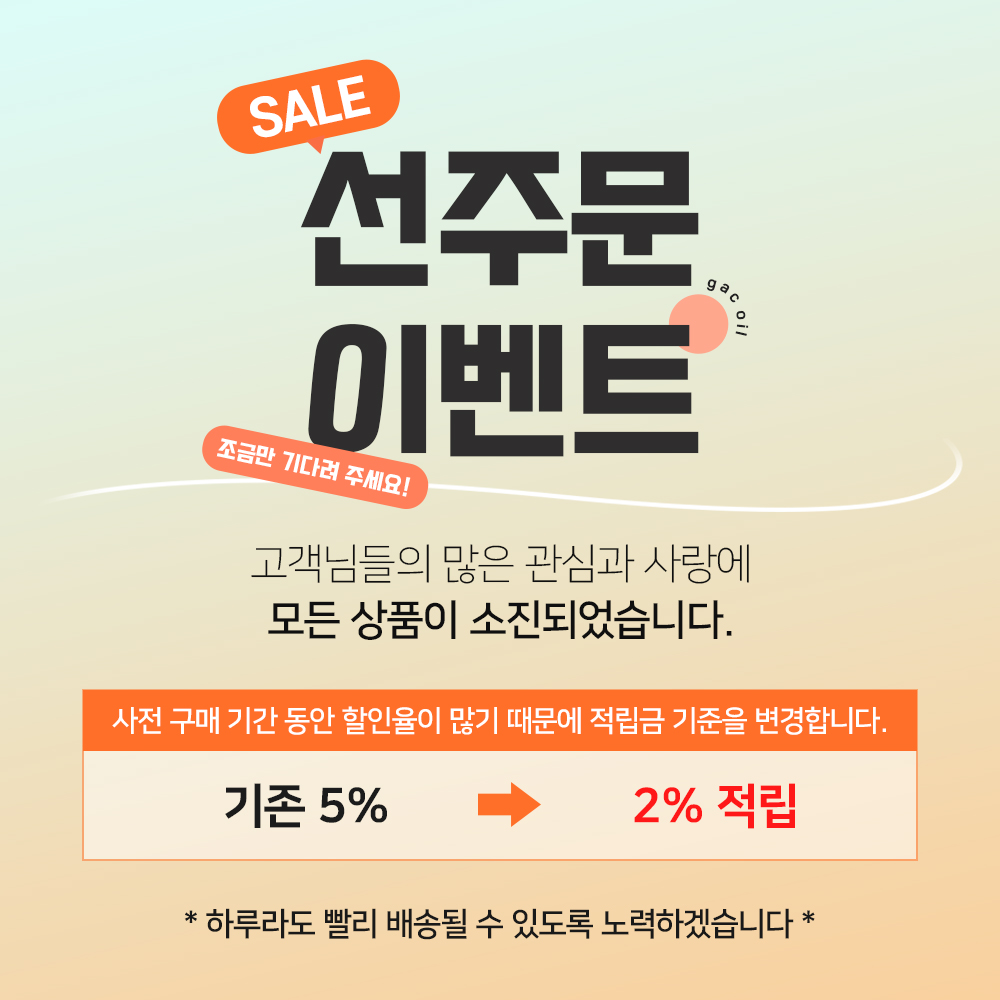 SALE
선주문
gac oil
이벤트
조금만 기다려 주세요!
고객님들의 많은 관심과 사랑에
모든 상품이 소진되었습니다.
사전 구매 기간 동안 할인율이 많기 때문에 적립금 기준을 변경합니다.
기존 5% 2% 적립
* 하루라도 빨리 배송될 수 있도록 노력하겠습니다 *